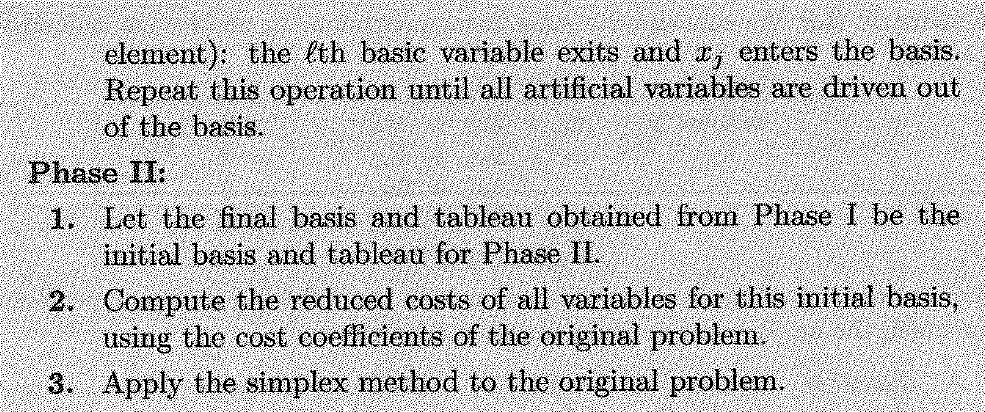 element): the ℓth basic variable exits and x_j enters the basis.
Repeat this operation until all artificial variables are driven out
of the basis.
Phase II:
1. Let the final basis and tableau obtained from Phase I be the
initial basis and tableau for Phase II.
2. Compute the reduced costs of all variables for this initial basis,
using the cost coefficients of the original problem.
3. Apply the simplex method to the original problem.